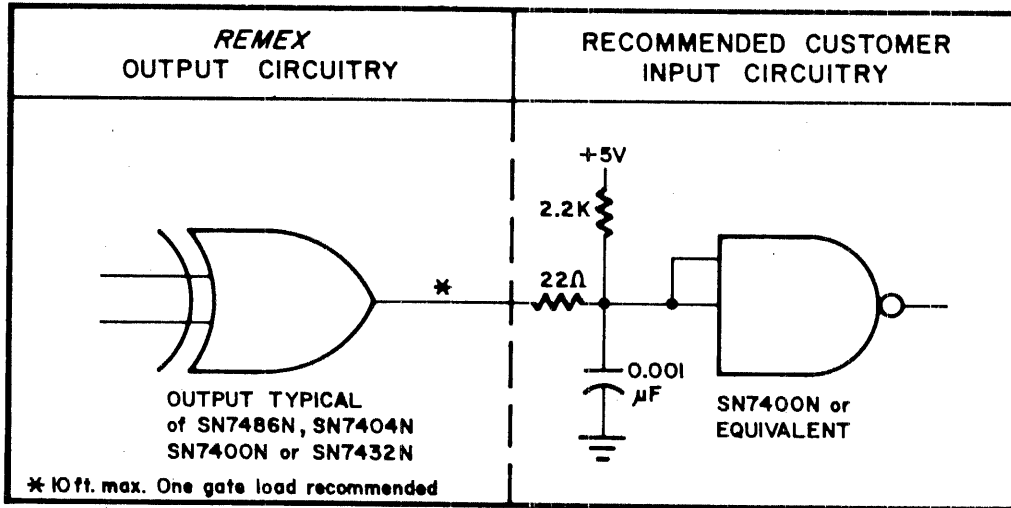 REMEX
OUTPUT CIRCUITRY
RECOMMENDED CUSTOMER
INPUT CIRCUITRY
+5V
2.2K
22Ω
*
0.001
µF
OUTPUT TYPICAL
of SN7486N, SN7404N
SN7400N or SN7432N
SN7400N or
EQUIVALENT
* 10 ft. max. One gate load recommended